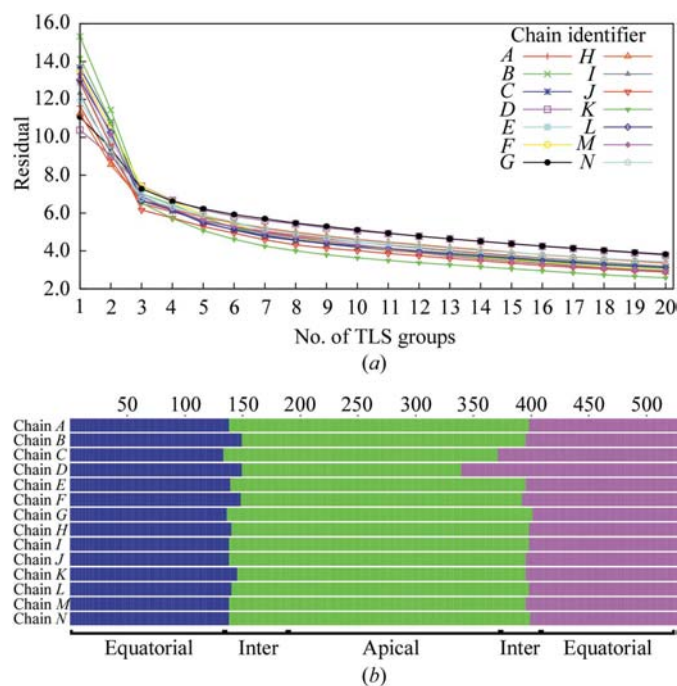 16.0
14.0
12.0
10.0
8.0
6.0
4.0
2.0
Residual
Chain identifier
A H
B I
C J
D K
E L
F M
G N
1 2 3 4 5 6 7 8 9 10 11 12 13 14 15 16 17 18 19 20
No. of TLS groups
(a)
50 100 150 200 250 300 350 400 450 500
Chain A
Chain B
Chain C
Chain D
Chain E
Chain F
Chain G
Chain H
Chain I
Chain J
Chain K
Chain L
Chain M
Chain N
Equatorial Inter Apical Inter Equatorial
(b)